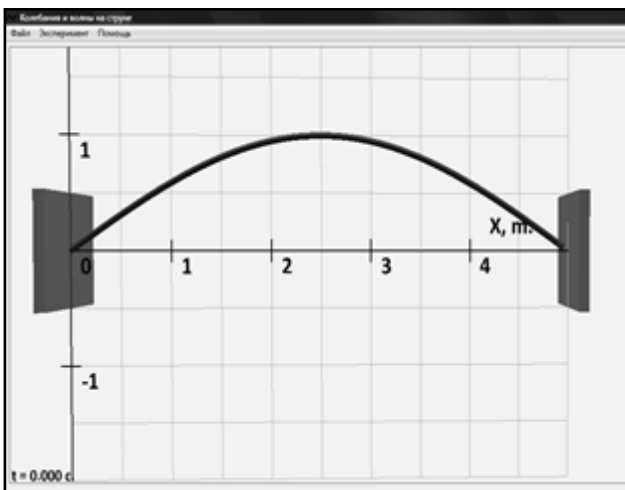 Колебания и волны на струне
Файл Эксперимент Помощь
1
X, m.
0 1 2 3 4
-1
t = 0.000 c